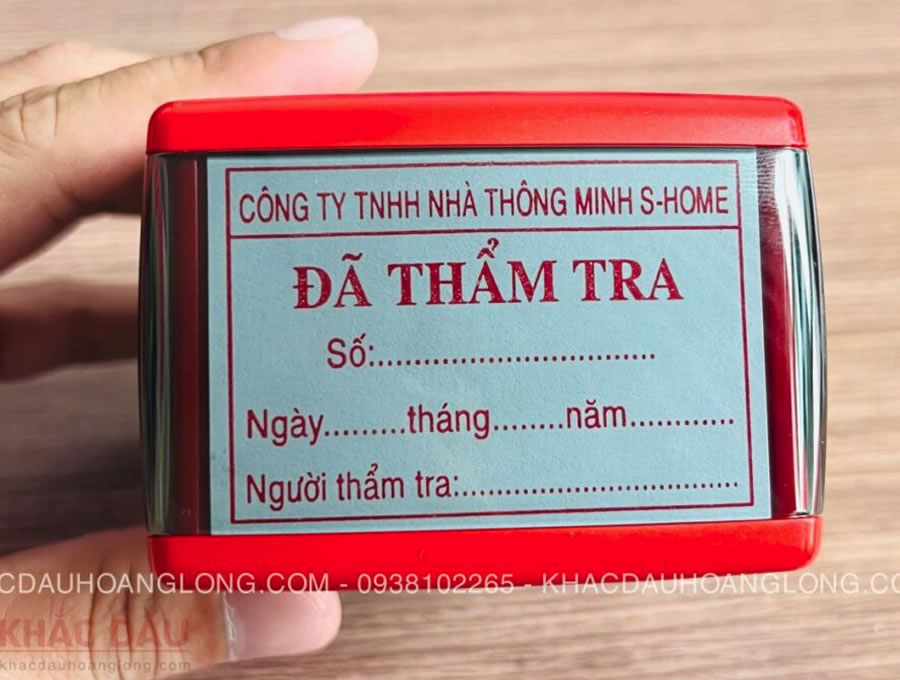 CÔNG TY TNHH NHÀ THÔNG MINH S-HOME
ĐÃ THẨM TRA
Số:................................
Ngày.........tháng........năm............
Người thẩm tra:................................
CDAUHOANGLONG.COM - 0938102265 - KHACDAUHOANGLONG.CO
KHẮC DẤU
khacdauhoanglong.com